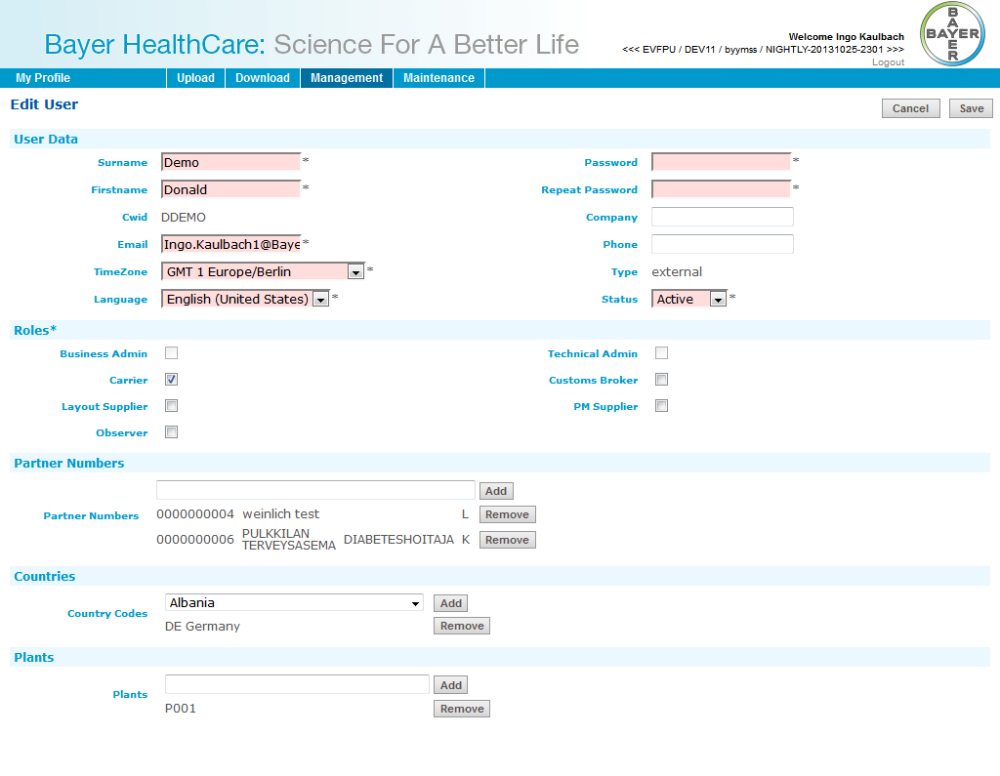 Bayer HealthCare: Science For A Better Life
Welcome Ingo Kaulbach
<<< EVFPU / DEV11 / byymss / NIGHTLY-20131025-2301 >>>
Logout
BAYER
BAYER
My Profile Upload Download Management Maintenance
Edit User
Cancel Save
User Data
Surname Demo * Password *
Firstname Donald * Repeat Password *
Cwid DDEMO Company
Email Ingo.Kaulbach1@Baye * Phone
TimeZone GMT 1 Europe/Berlin * Type external
Language English (United States) * Status Active *
Roles*
Business Admin Technical Admin
Carrier Customs Broker
Layout Supplier PM Supplier
Observer
Partner Numbers
Add
Partner Numbers 0000000004 weinlich test L Remove
0000000006 PULKKILAN TERVEYSASEMA DIABETESHOITAJA K Remove
Countries
Country Codes Albania Add
DE Germany Remove
Plants
Plants Add
P001 Remove